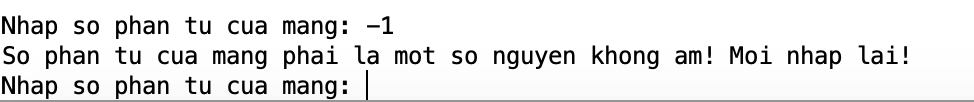 Nhap so phan tu cua mang: -1
So phan tu cua mang phai la mot so nguyen khong am! Moi nhap lai!
Nhap so phan tu cua mang: